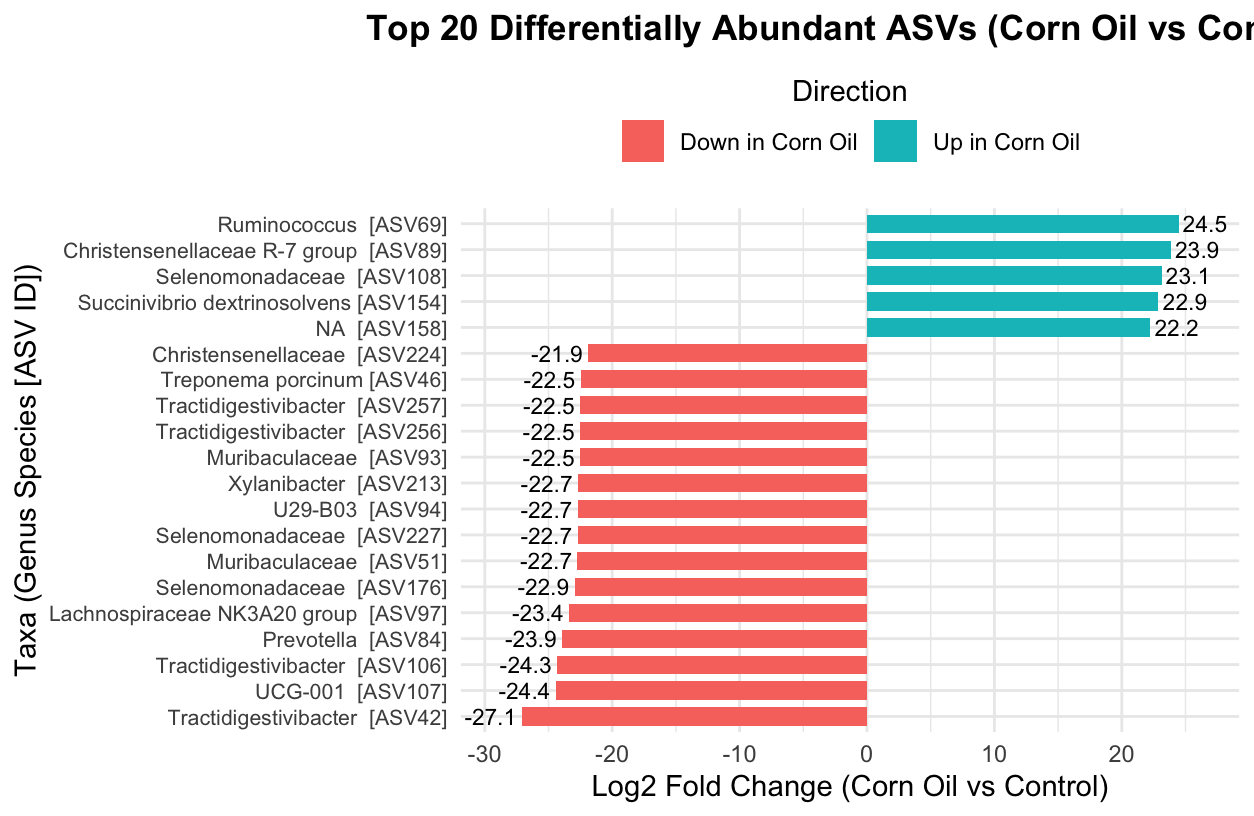 Top 20 Differentially Abundant ASVs (Corn Oil vs Con
Direction
Down in Corn Oil
Up in Corn Oil
Taxa (Genus Species [ASV ID])
Ruminococcus [ASV69] 24.5
Christensenellaceae R-7 group [ASV89] 23.9
Selenomonadaceae [ASV108] 23.1
Succinivibrio dextrinosolvens [ASV154] 22.9
NA [ASV158] 22.2
Christensenellaceae [ASV224] -21.9
Treponema porcinum [ASV46] -22.5
Tractidigestivibacter [ASV257] -22.5
Tractidigestivibacter [ASV256] -22.5
Muribaculaceae [ASV93] -22.5
Xylanibacter [ASV213] -22.7
U29-B03 [ASV94] -22.7
Selenomonadaceae [ASV227] -22.7
Muribaculaceae [ASV51] -22.7
Selenomonadaceae [ASV176] -22.9
Lachnospiraceae NK3A20 group [ASV97] -23.4
Prevotella [ASV84] -23.9
Tractidigestivibacter [ASV106] -24.3
UCG-001 [ASV107] -24.4
Tractidigestivibacter [ASV42] -27.1
-30 -20 -10 0 10 20
Log2 Fold Change (Corn Oil vs Control)